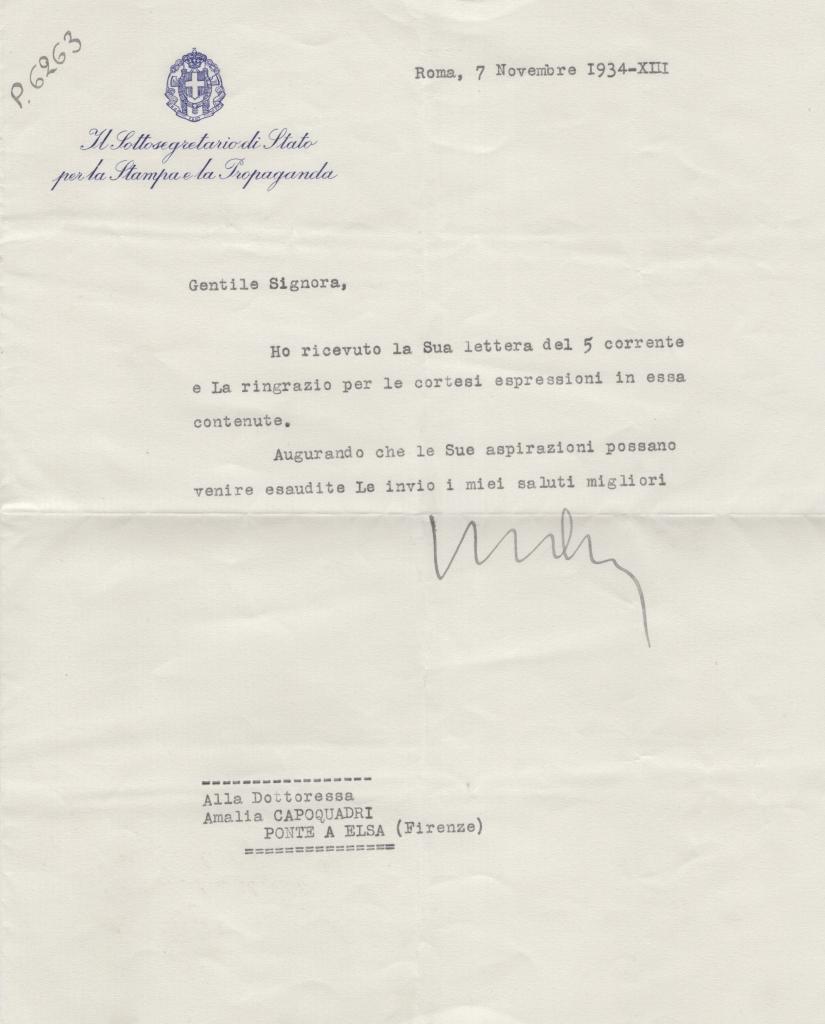 P. 6263
Roma, 7 Novembre 1934-XIII
Il Sottosegretario di Stato
per la Stampa e la Propaganda
Gentile Signora,
Ho ricevuto la Sua lettera del 5 corrente
e La ringrazio per le cortesi espressioni in essa
contenute.
Augurando che le Sue aspirazioni possano
venire esaudite Le invio i miei saluti migliori
Alla Dottoressa
Amalia CAPOQUADRI
PONTE A ELSA (Firenze)